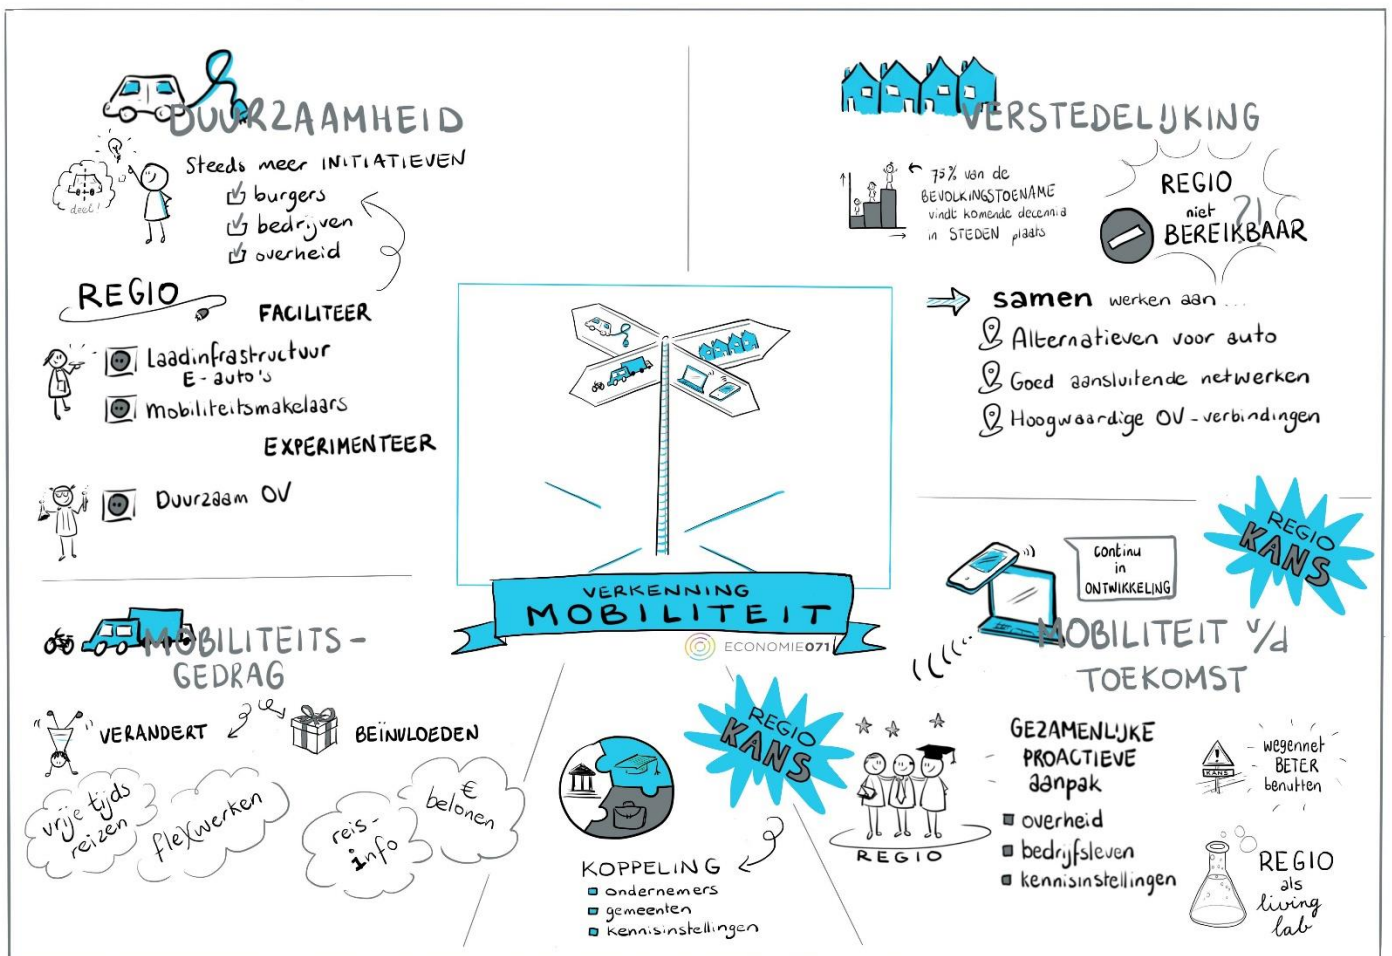 DUURZAAMHEID
Steeds meer INITIATIEVEN
deel!
burgers
bedrijven
overheid
REGIO
FACILITEER
Laadinfrastructuur
E-auto's
mobiliteitsmakelaars
EXPERIMENTEER
Duurzaam OV
VERSTEDELIJKING
75% van de
BEVOLKINGSTOENAME
vindt komende decennia
in STEDEN plaats
REGIO
niet
BEREIKBAAR
?!
samen werken aan ...
Alternatieven voor auto
Goed aansluitende netwerken
Hoogwaardige OV-verbindingen
VERKENNING
MOBILITEIT
ECONOMIE071
MOBILITEITS-
GEDRAG
VERANDERT
BEÏNVLOEDEN
vrije tijds
reizen
flexwerken
reis-
info
€
belonen
REGIO
KANS
KOPPELING
ondernemers
gemeenten
kennisinstellingen
REGIO
KANS
continu
in
ONTWIKKELING
MOBILITEIT v/d
TOEKOMST
REGIO
GEZAMENLIJKE
PROACTIEVE
aanpak
overheid
bedrijfsleven
kennisinstellingen
!
KANS
wegennet
BETER
benutten
REGIO
als
living
lab